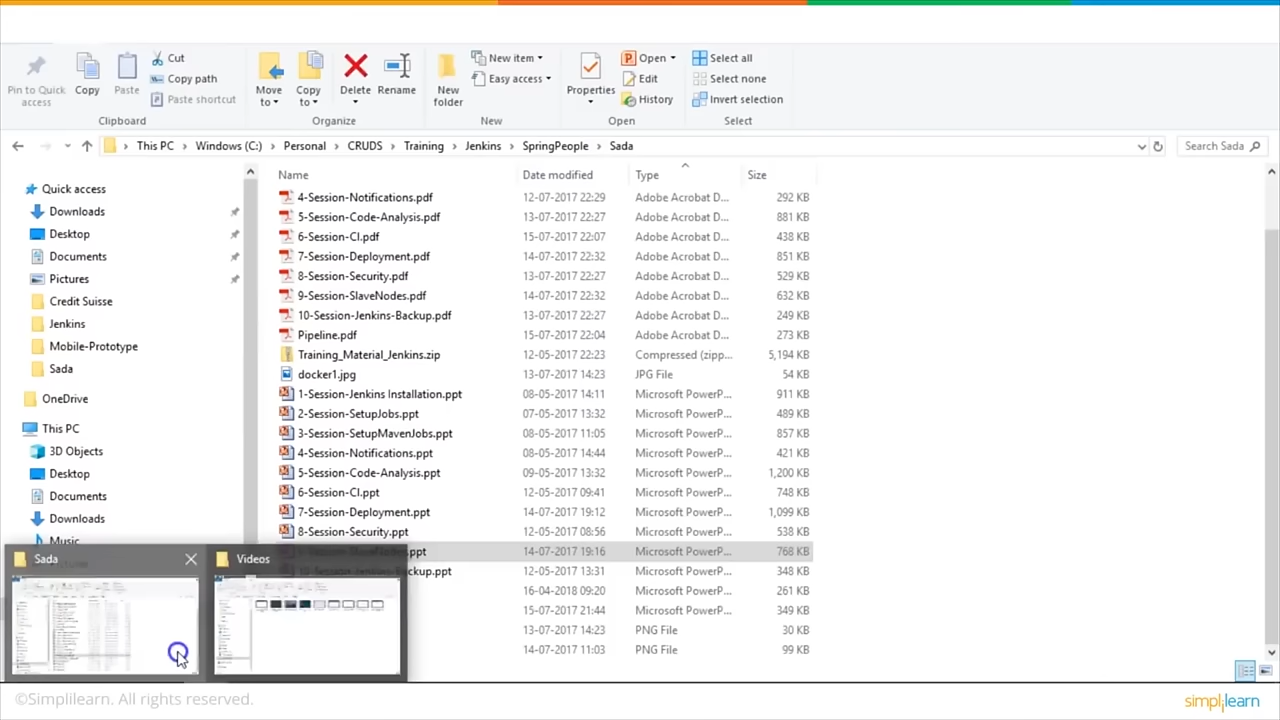 Pin to Quick access
Copy
Paste
Cut
Copy path
Paste shortcut
Clipboard
Move to
Copy to
Delete
Rename
Organize
New folder
New item
Easy access
New
Properties
Open
Edit
History
Open
Select all
Select none
Invert selection
Select
This PC > Windows (C:) > Personal > CRUDS > Training > Jenkins > SpringPeople > Sada
Search Sada
Name Date modified Type Size
Quick access
Downloads
Desktop
Documents
Pictures
Credit Suisse
Jenkins
Mobile-Prototype
Sada
OneDrive
This PC
3D Objects
Desktop
Documents
Downloads
Music
4-Session-Notifications.pdf 12-07-2017 22:29 Adobe Acrobat D... 292 KB
5-Session-Code-Analysis.pdf 13-07-2017 22:27 Adobe Acrobat D... 881 KB
6-Session-CI.pdf 15-07-2017 22:07 Adobe Acrobat D... 438 KB
7-Session-Deployment.pdf 14-07-2017 22:32 Adobe Acrobat D... 851 KB
8-Session-Security.pdf 13-07-2017 22:27 Adobe Acrobat D... 529 KB
9-Session-SlaveNodes.pdf 14-07-2017 22:32 Adobe Acrobat D... 632 KB
10-Session-Jenkins-Backup.pdf 13-07-2017 22:27 Adobe Acrobat D... 249 KB
Pipeline.pdf 15-07-2017 22:04 Adobe Acrobat D... 273 KB
Training_Material_Jenkins.zip 12-05-2017 22:23 Compressed (zipp... 5,194 KB
docker1.jpg 13-07-2017 14:23 JPG File 54 KB
1-Session-Jenkins Installation.ppt 08-05-2017 14:11 Microsoft PowerP... 911 KB
2-Session-SetupJobs.ppt 07-05-2017 13:32 Microsoft PowerP... 489 KB
3-Session-SetupMavenJobs.ppt 08-05-2017 11:05 Microsoft PowerP... 857 KB
4-Session-Notifications.ppt 08-05-2017 14:44 Microsoft PowerP... 421 KB
5-Session-Code-Analysis.ppt 09-05-2017 13:32 Microsoft PowerP... 1,200 KB
6-Session-CI.ppt 12-05-2017 09:41 Microsoft PowerP... 748 KB
7-Session-Deployment.ppt 14-07-2017 19:12 Microsoft PowerP... 1,099 KB
8-Session-Security.ppt 12-05-2017 08:56 Microsoft PowerP... 538 KB
.ppt 14-07-2017 19:16 Microsoft PowerP... 768 KB
10-Session-Jenkins-Backup.ppt 12-05-2017 13:31 Microsoft PowerP... 348 KB
16-04-2018 09:20 Microsoft PowerP... 261 KB
15-07-2017 21:44 Microsoft PowerP... 349 KB
13-07-2017 14:23 PNG File 30 KB
14-07-2017 11:03 PNG File 99 KB
Sada
Videos
©Simplilearn. All rights reserved.
simplilearn